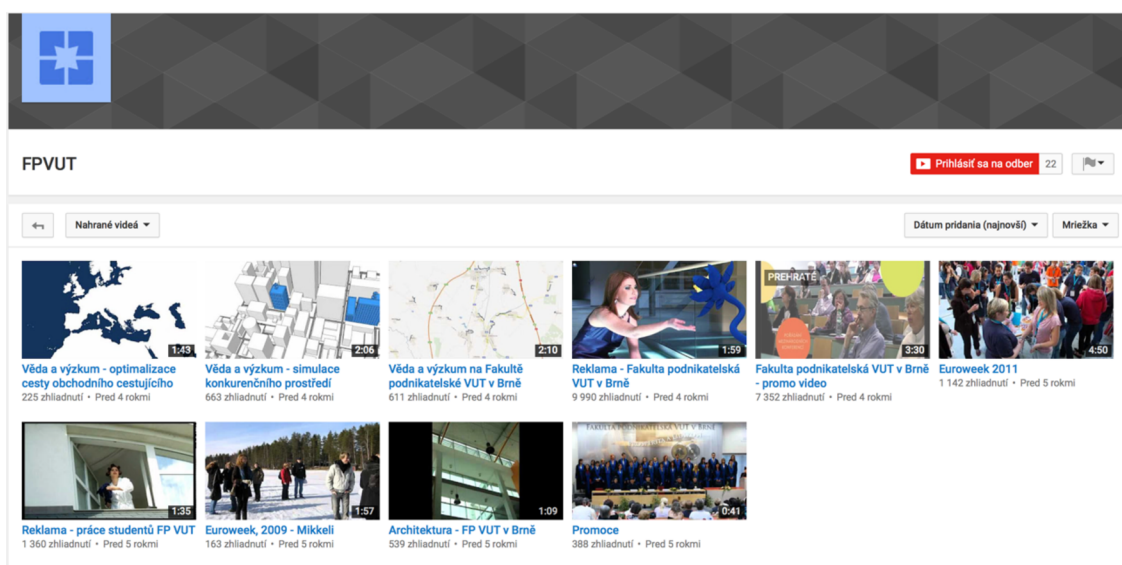 FPVUT
Prihlásiť sa na odber 22
Nahrané videá
Dátum pridania (najnovší) Mriežka
1:43
2:06
2:10
1:59
PREHRATÉ
3:30
4:50
Věda a výzkum - optimalizace
cesty obchodního cestujícího
225 zhliadnutí • Pred 4 rokmi
Věda a výzkum - simulace
konkurenčního prostředí
663 zhliadnutí • Pred 4 rokmi
Věda a výzkum na Fakultě
podnikatelské VUT v Brně
611 zhliadnutí • Pred 4 rokmi
Reklama - Fakulta podnikatelská
VUT v Brně
9 990 zhliadnutí • Pred 4 rokmi
Fakulta podnikatelská VUT v Brně
- promo video
7 352 zhliadnutí • Pred 4 rokmi
Euroweek 2011
1 142 zhliadnutí • Pred 5 rokmi
1:35
1:57
1:09
FAKULTA PODNIKATELSKÁ VUT V BRNĚ
0:41
Reklama - práce studentů FP VUT
1 360 zhliadnutí • Pred 5 rokmi
Euroweek, 2009 - Mikkeli
163 zhliadnutí • Pred 5 rokmi
Architektura - FP VUT v Brně
539 zhliadnutí • Pred 5 rokmi
Promoce
388 zhliadnutí • Pred 5 rokmi